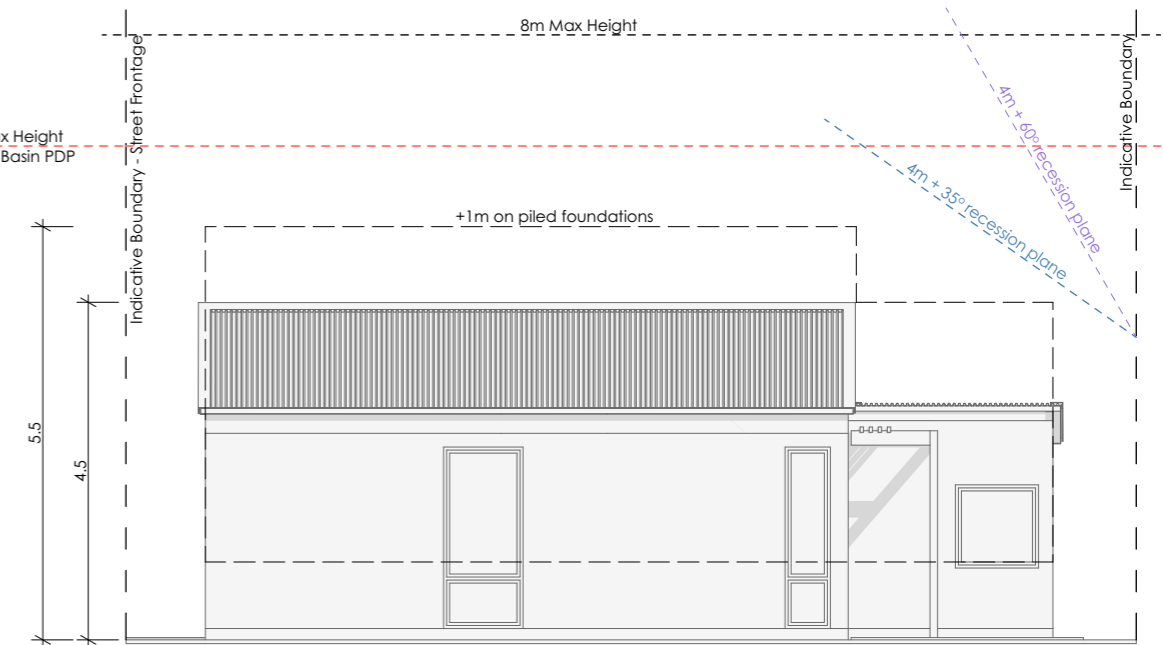 8m Max Height
Indicative Boundary - Street Frontage
Indicative Boundary
4m + 60° recession plane
x Height
Basin PDP
4m + 35° recession plane
+1m on piled foundations
5.5
4.5